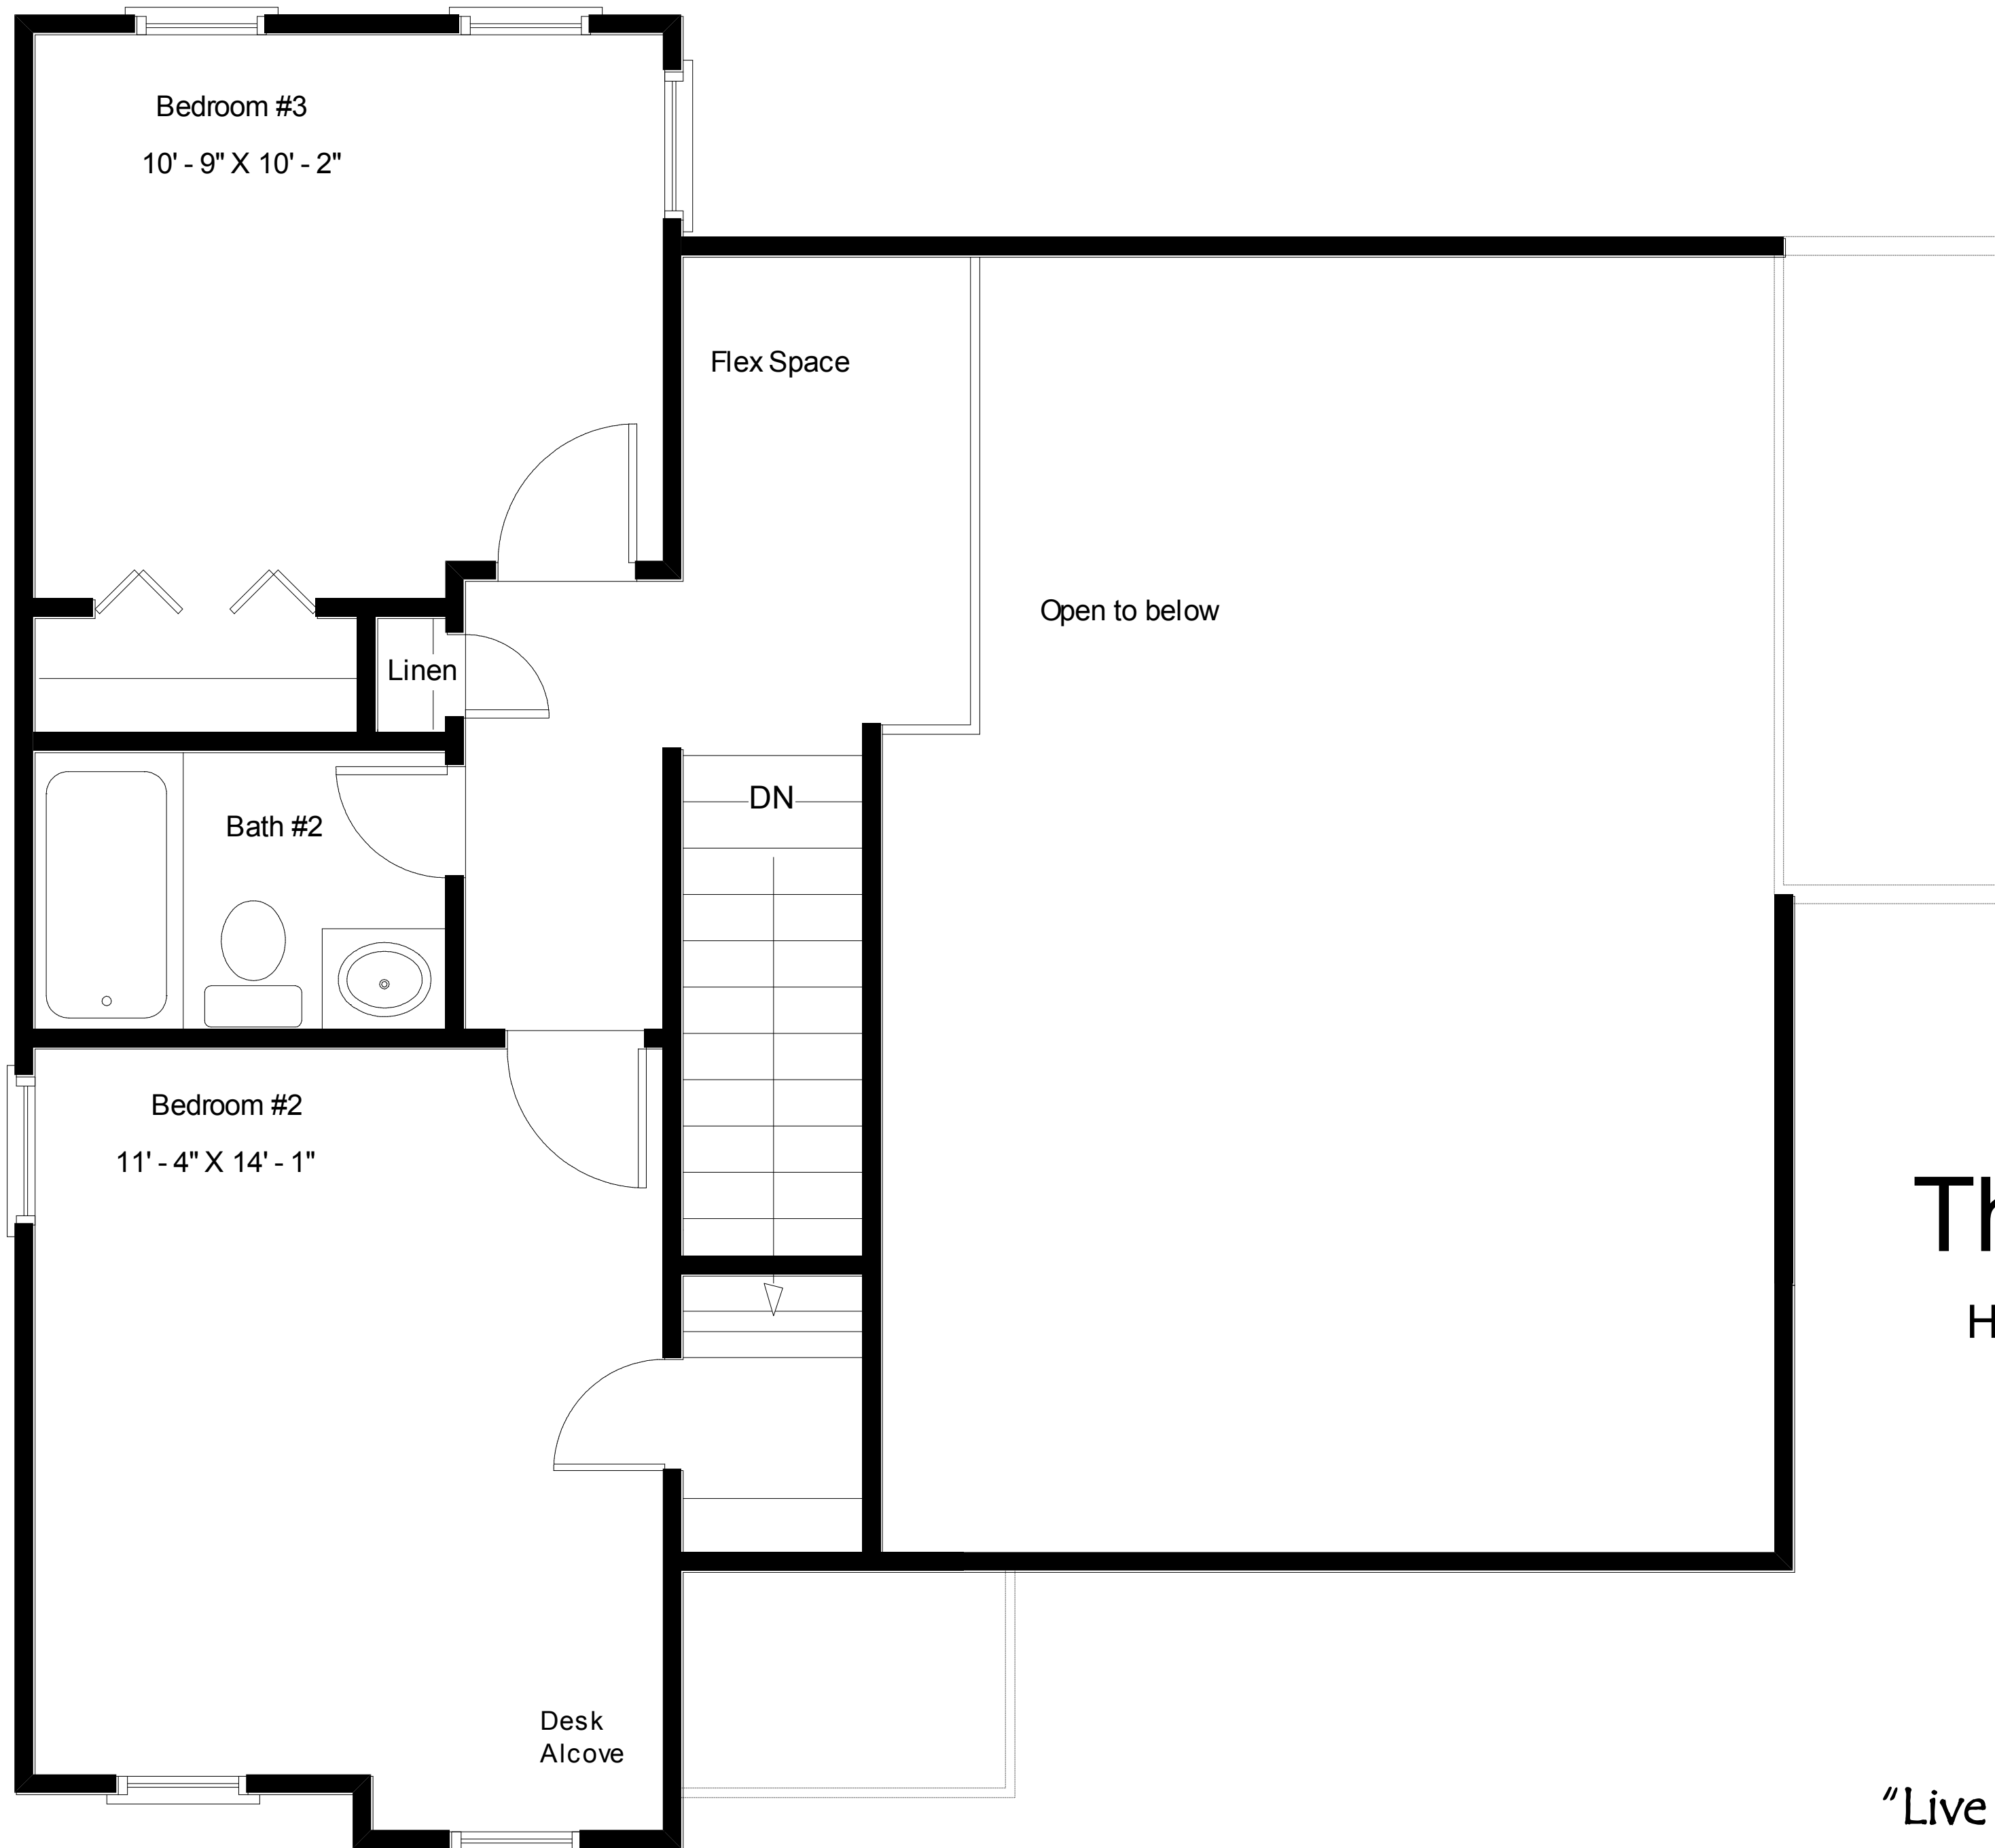 Bedroom #3
10' - 9" X 10' - 2"
Flex Space
Open to below
Linen
DN
Bath #2
Bedroom #2
11' - 4" X 14' - 1"
Th
H
Desk
Alcove
"Live